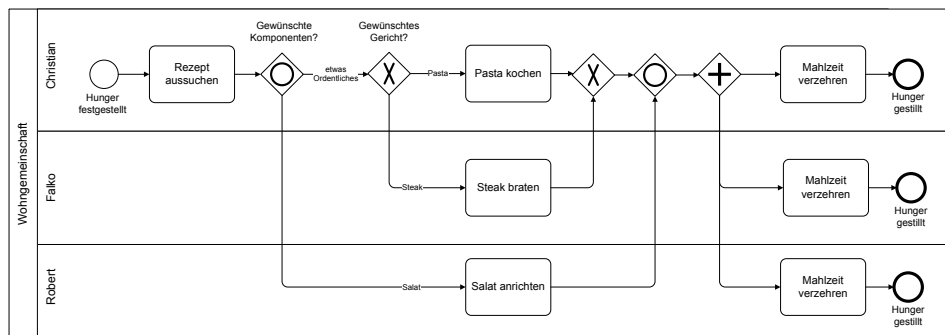 Wohngemeinschaft
Christian
Hunger
festgestellt
Rezept
aussuchen
Gewünschte
Komponenten?
etwas
Ordentliches
Gewünschtes
Gericht?
Pasta
Pasta kochen
Mahlzeit
verzehren
Hunger
gestillt
Falko
Steak
Steak braten
Mahlzeit
verzehren
Hunger
gestillt
Robert
Salat
Salat anrichten
Mahlzeit
verzehren
Hunger
gestillt